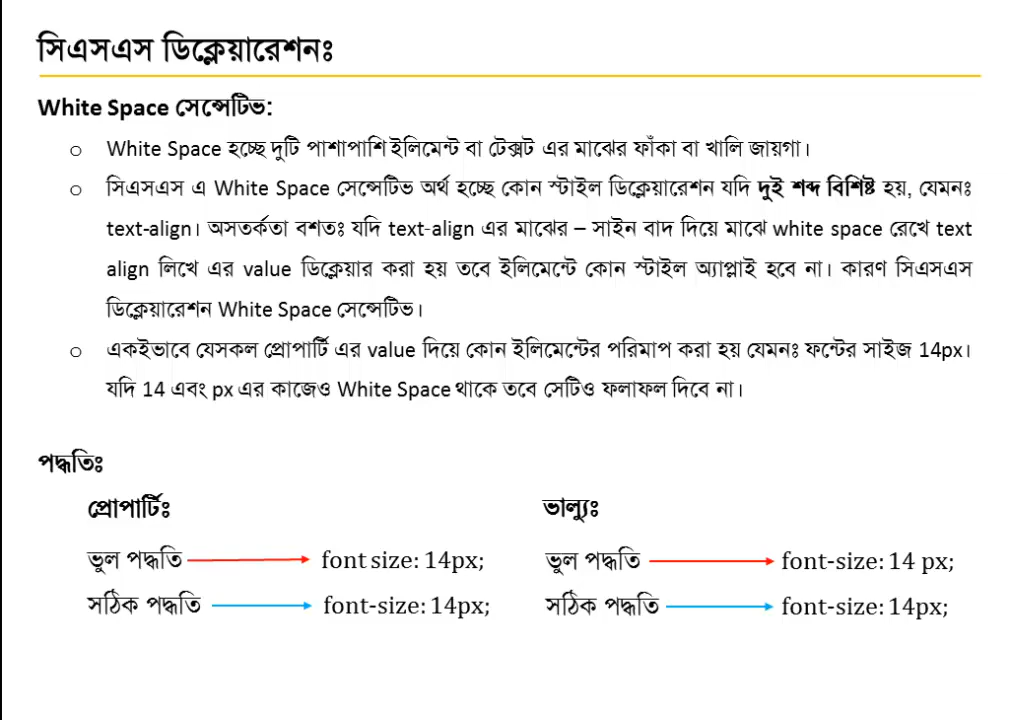 সিএসএস ডিক্লেয়ারেশনঃ
White Space সেন্সেটিভ:
o White Space হচ্ছে দুটি পাশাপাশি ইলিমেন্ট বা টেক্সট এর মাঝের ফাঁকা বা খালি জায়গা।
o সিএসএস এ White Space সেন্সেটিভ অর্থ হচ্ছে কোন স্টাইল ডিক্লেয়ারেশন যদি দুই শব্দ বিশিষ্ট হয়, যেমনঃ
text-align। অসতর্কতা বশতঃ যদি text-align এর মাঝের – সাইন বাদ দিয়ে মাঝে white space রেখে text
align লিখে এর value ডিক্লেয়ার করা হয় তবে ইলিমেন্টে কোন স্টাইল অ্যাপ্লাই হবে না। কারণ সিএসএস
ডিক্লেয়ারেশন White Space সেন্সেটিভ।
o একইভাবে যেসকল প্রোপার্টি এর value দিয়ে কোন ইলিমেন্টের পরিমাপ করা হয় যেমনঃ ফন্টের সাইজ 14px।
যদি 14 এবং px এর কাজেও White Space থাকে তবে সেটিও ফলাফল দিবে না।
পদ্ধতিঃ
প্রোপার্টিঃ ভাল্যুঃ
ভুল পদ্ধতি font size: 14px; ভুল পদ্ধতি font-size: 14 px;
সঠিক পদ্ধতি font-size: 14px; সঠিক পদ্ধতি font-size: 14px;